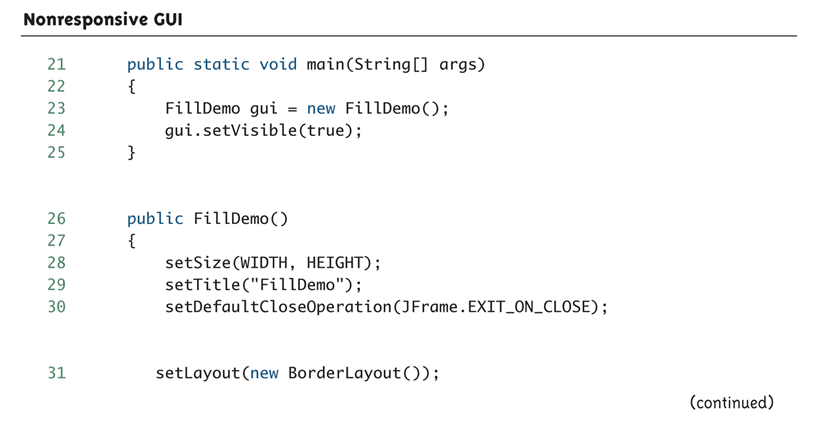 Nonresponsive GUI
21 public static void main(String[] args)
22 {
23 FillDemo gui = new FillDemo();
24 gui.setVisible(true);
25 }
26 public FillDemo()
27 {
28 setSize(WIDTH, HEIGHT);
29 setTitle("FillDemo");
30 setDefaultCloseOperation(JFrame.EXIT_ON_CLOSE);
31 setLayout(new BorderLayout());
(continued)